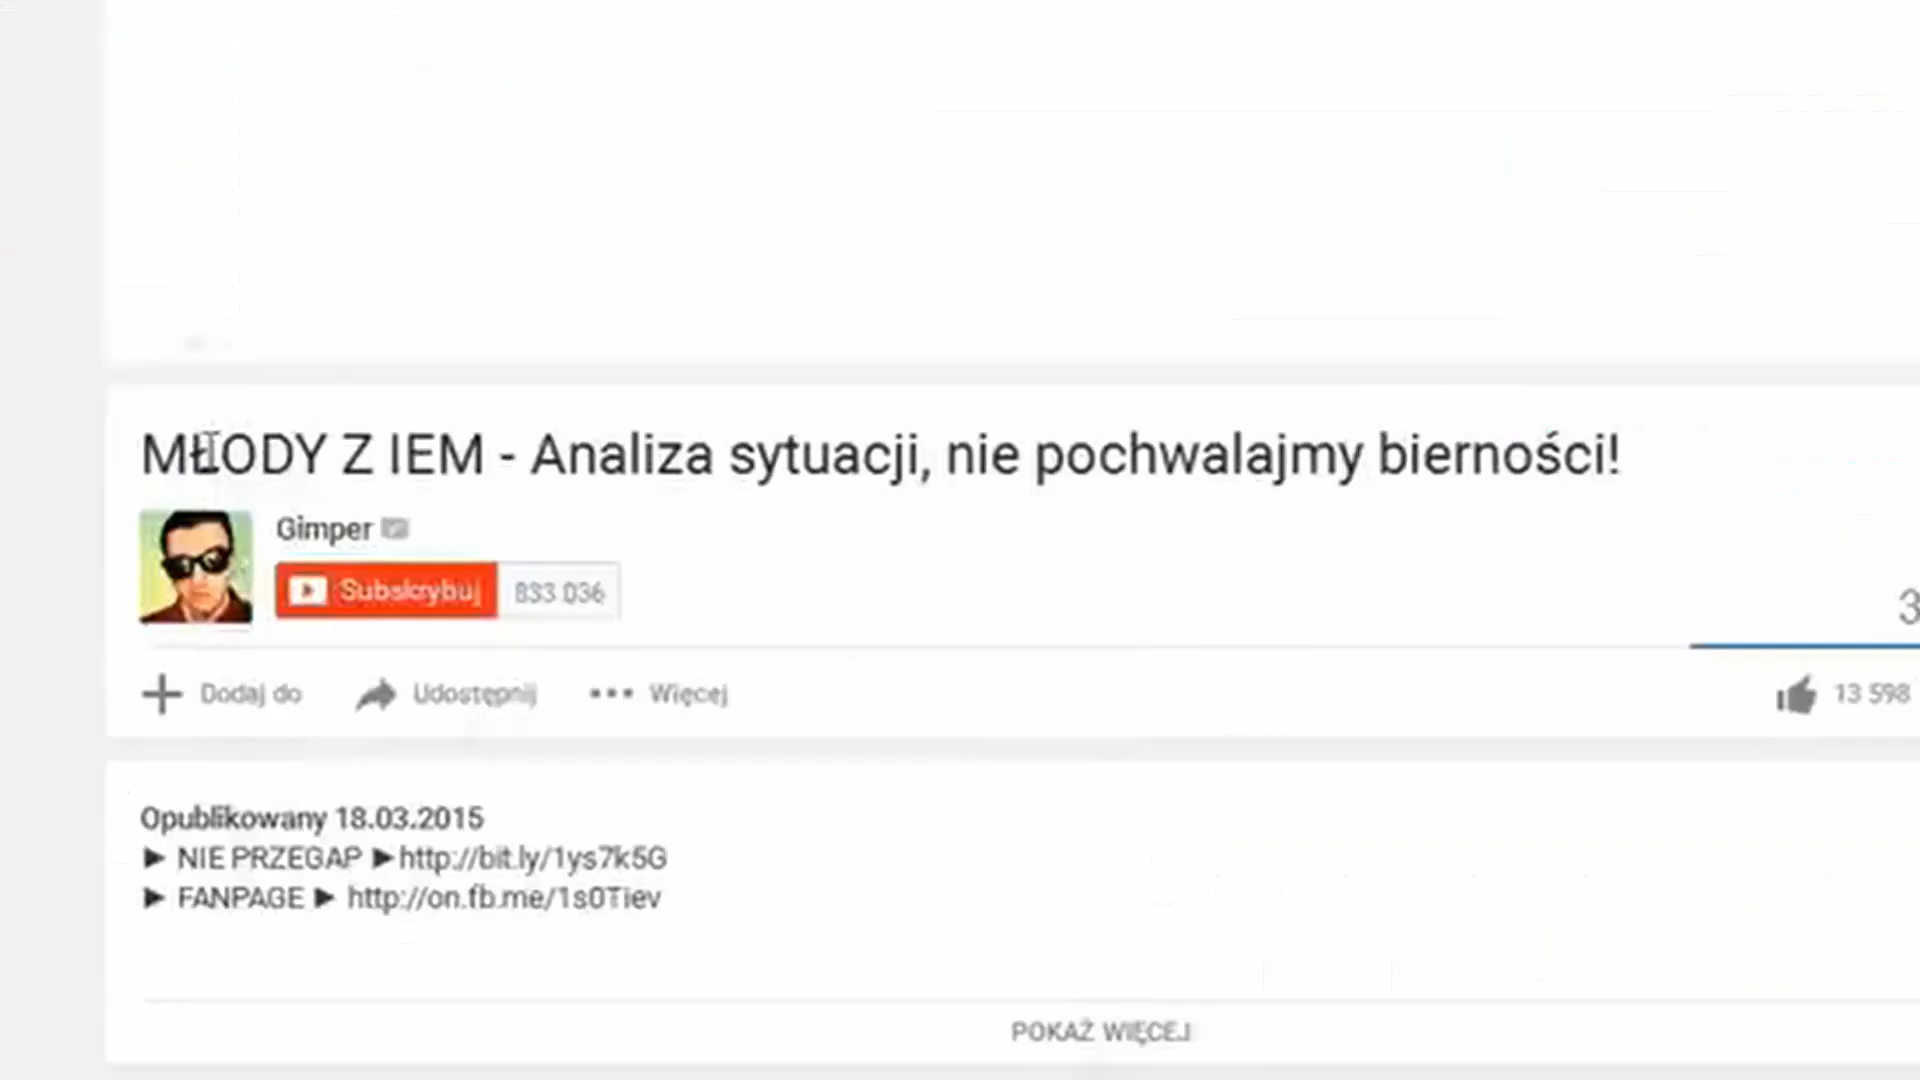 MŁODY Z IEM - Analiza sytuacji, nie pochwalajmy bierności!
Gimper
Subskrybuj 833 036
3
Dodaj do Udostępnij Więcej 13 598
Opublikowany 18.03.2015
► NIE PRZEGAP ►http://bit.ly/1ys7k5G
► FANPAGE ► http://on.fb.me/1s0Tiev
POKAŻ WIĘCEJ